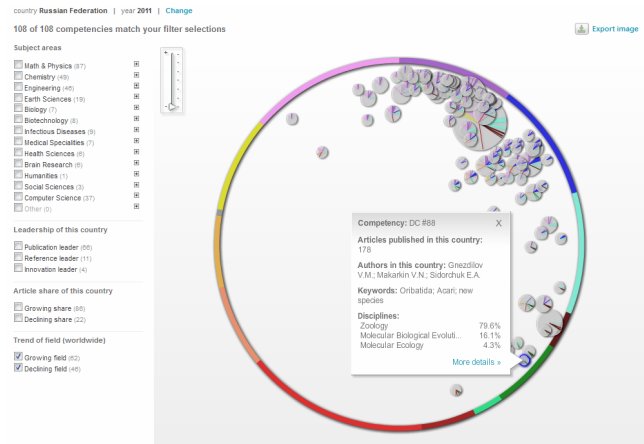 country Russian Federation | year 2011 | Change
108 of 108 competencies match your filter selections
Export image
Subject areas
Math & Physics (87)
Chemistry (49)
Engineering (46)
Earth Sciences (19)
Biology (7)
Biotechnology (8)
Infectious Diseases (9)
Medical Specialities (7)
Health Sciences (6)
Brain Research (6)
Humanities (1)
Social Sciences (3)
Computer Science (37)
Other (0)
Leadership of this country
Publication leader (66)
Reference leader (11)
Innovation leader (4)
Article share of this country
Growing share (86)
Declining share (22)
Trend of field (worldwide)
Growing field (62)
Declining field (46)
+
-
Competency: DC #88 X
Articles published in this country:
178
Authors in this country: Gnezdilov
V.M.; Makarkin V.N.; Sidorchuk E.A.
Keywords: Oribatida; Acari; new
species
Disciplines:
Zoology 79.6%
Molecular Biological Evoluti... 16.1%
Molecular Ecology 4.3%
More details »